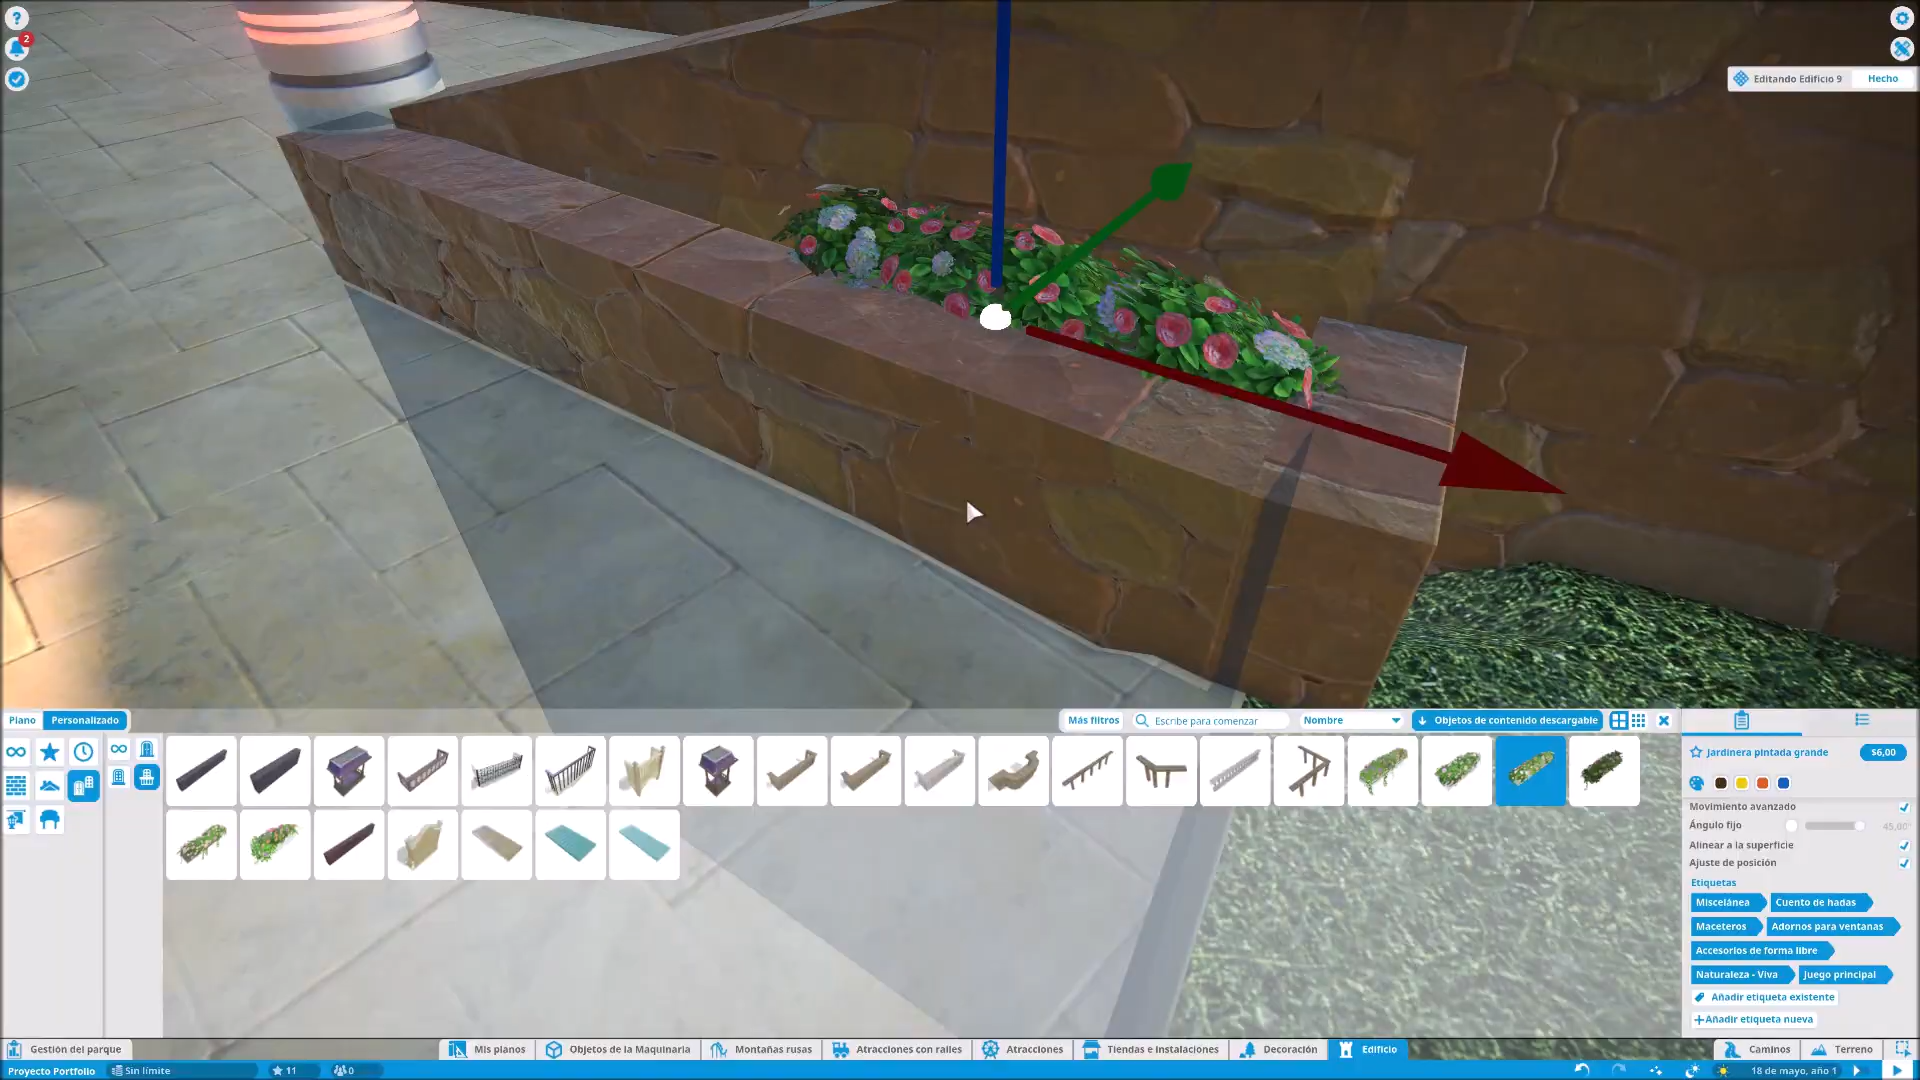 ?
2
Editando Edificio 9
Hecho
Plano
Personalizado
Más filtros
Escribe para comenzar
Nombre
Objetos de contenido descargable
Jardinera pintada grande
$6,00
Movimiento avanzado
Ángulo fijo
45,00°
Alinear a la superficie
Ajuste de posición
Etiquetas
Miscelánea
Cuento de hadas
Maceteros
Adornos para ventanas
Accesorios de forma libre
Naturaleza - Viva
Juego principal
Añadir etiqueta existente
+Añadir etiqueta nueva
Gestión del parque
Mis planos
Objetos de la Maquinaria
Montañas rusas
Atracciones con raíles
Atracciones
Tiendas e instalaciones
Decoración
Edificio
Caminos
Terreno
Proyecto Portfolio
Sin límite
11
0
18 de mayo, año 1